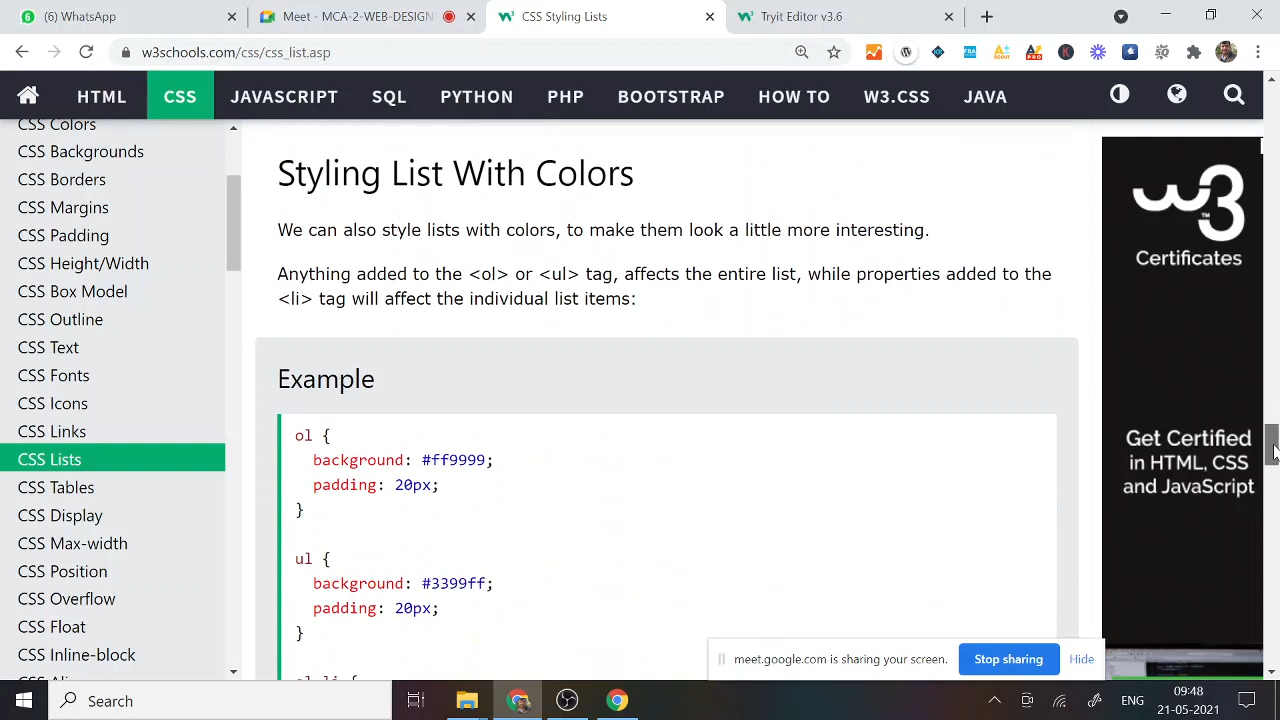 (6) WhatsApp
Meet - MCA-2-WEB-DESIGN
CSS Styling Lists
Tryit Editor v3.6
w3schools.com/css/css_list.asp
HTML CSS JAVASCRIPT SQL PYTHON PHP BOOTSTRAP HOW TO W3.CSS JAVA
CSS Colors
CSS Backgrounds
CSS Borders
CSS Margins
CSS Padding
CSS Height/Width
CSS Box Model
CSS Outline
CSS Text
CSS Fonts
CSS Icons
CSS Links
CSS Lists
CSS Tables
CSS Display
CSS Max-width
CSS Position
CSS Overflow
CSS Float
CSS Inline-block
Styling List With Colors
We can also style lists with colors, to make them look a little more interesting.
Anything added to the <ol> or <ul> tag, affects the entire list, while properties added to the
<li> tag will affect the individual list items:
Example
ol {
background: #ff9999;
padding: 20px;
}
ul {
background: #3399ff;
padding: 20px;
}
w3
TM
Certificates
Get Certified
in HTML, CSS
and JavaScript
meet.google.com is sharing your screen.
Stop sharing
Hide
Search
ENG
09:48
21-05-2021